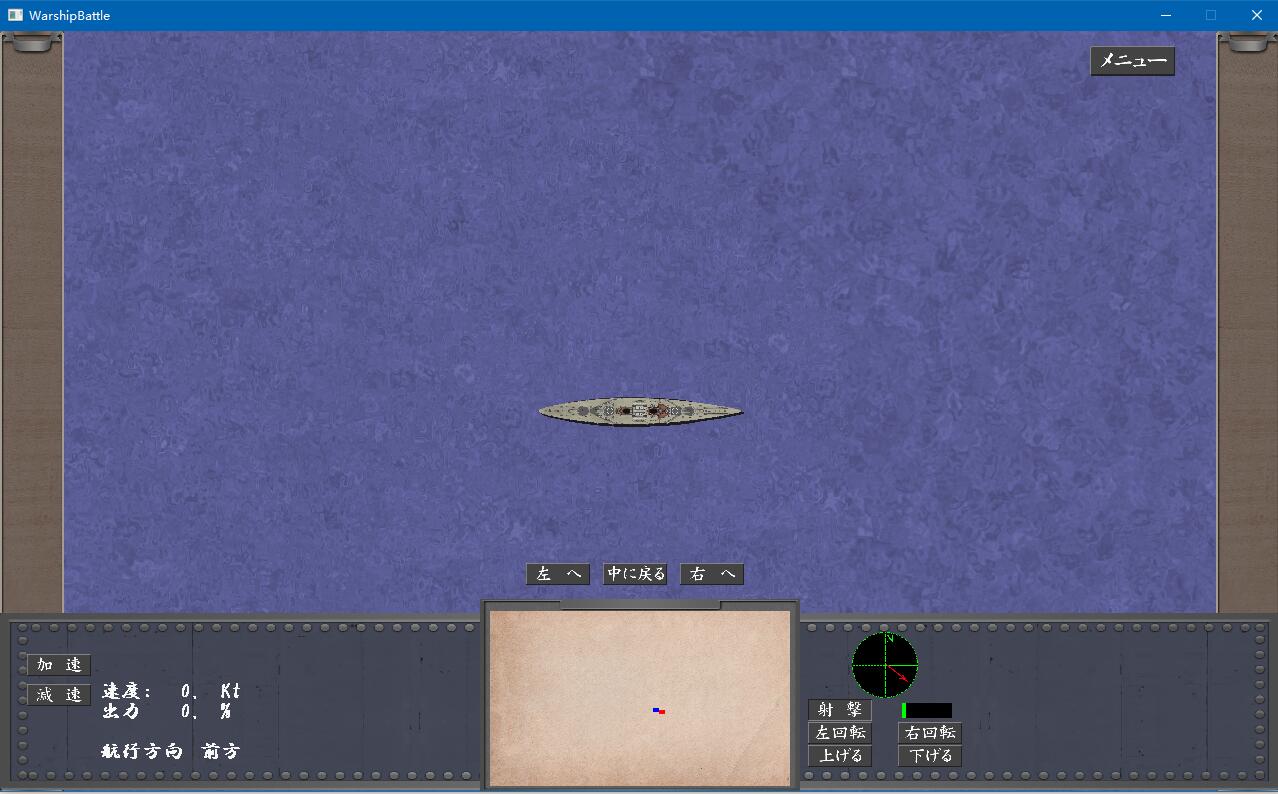 WarshipBattle
メニュー
左 へ 中に戻る 右 へ
加 速
減 速
速度: 0. Kt
出力 0. %
航行方向 前方
N
射 撃
左回転 右回転
上げる 下げる